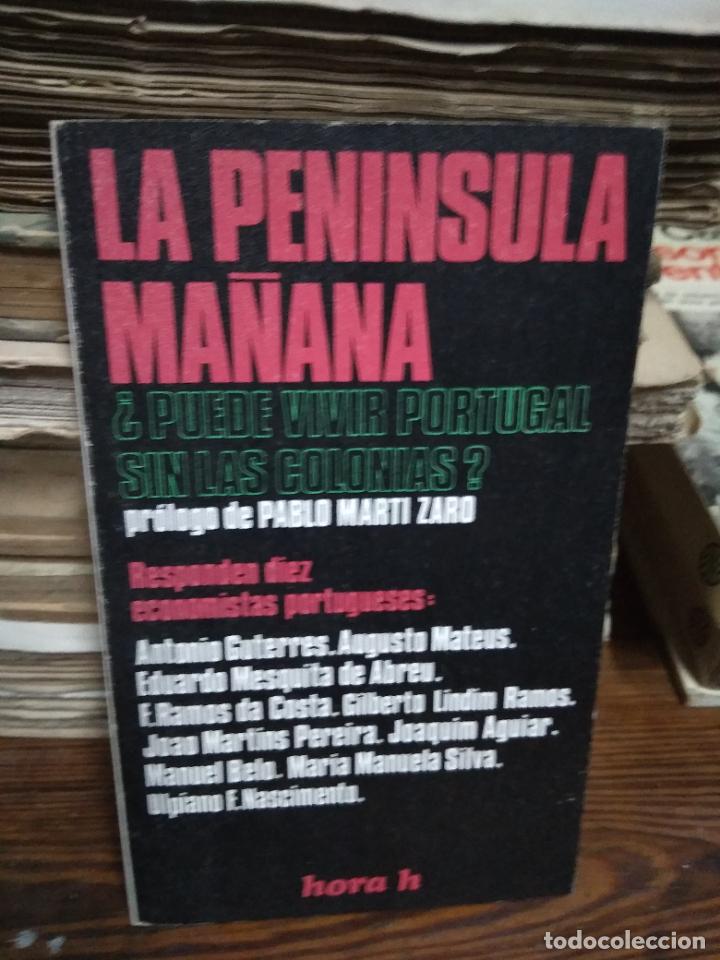 LA PENINSULA
MAÑANA
¿PUEDE VIVIR PORTUGAL
SIN LAS COLONIAS?
prólogo de PABLO MARTI ZARO
Responden diez
economistas portugueses:
Antonio Guterres. Augusto Mateus.
Eduardo Mesquita de Abreu.
F.Ramos da Costa. Gilberto Lindim Ramos.
Joao Martins Pereira. Joaquim Aguiar.
Manuel Belo. Maria Manuela Silva.
Ulpiano F.Nascimento.
hora h
todocoleccion